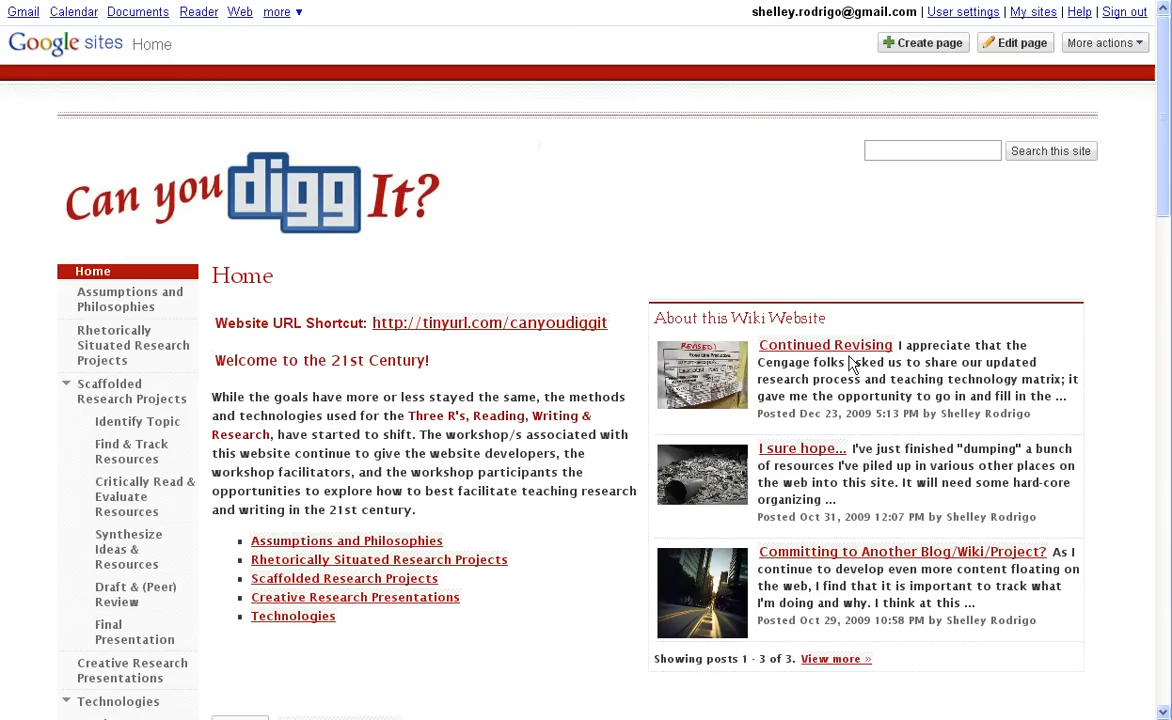 Gmail Calendar Documents Reader Web more ▼
shelley.rodrigo@gmail.com | User settings | My sites | Help | Sign out
Google sites Home
Create page Edit page More actions
Can you digg It?
Search this site
Home
Assumptions and
Philosophies
Rhetorically
Situated Research
Projects
Scaffolded
Research Projects
Identify Topic
Find & Track
Resources
Critically Read &
Evaluate
Resources
Synthesize
Ideas &
Resources
Draft & (Peer)
Review
Final
Presentation
Creative Research
Presentations
Technologies
Home
Website URL Shortcut: http://tinyurl.com/canyoudiggit
Welcome to the 21st Century!
While the goals have more or less stayed the same, the methods
and technologies used for the Three R's, Reading, Writing &
Research, have started to shift. The workshop/s associated with
this website continue to give the website developers, the
workshop facilitators, and the workshop participants the
opportunities to explore how to best facilitate teaching research
and writing in the 21st century.
Assumptions and Philosophies
Rhetorically Situated Research Projects
Scaffolded Research Projects
Creative Research Presentations
Technologies
About this Wiki Website
REVISED!
Continued Revising I appreciate that the
Cengage folks asked us to share our updated
research process and teaching technology matrix; it
gave me the opportunity to go in and fill in the ...
Posted Dec 23, 2009 5:13 PM by Shelley Rodrigo
I sure hope... I've just finished "dumping" a bunch
of resources I've piled up in various other places on
the web into this site. It will need some hard-core
organizing ...
Posted Oct 31, 2009 12:07 PM by Shelley Rodrigo
Committing to Another Blog/Wiki/Project? As I
continue to develop even more content floating on
the web, I find that it is important to track what
I'm doing and why. I think at this ...
Posted Oct 29, 2009 10:58 PM by Shelley Rodrigo
Showing posts 1 - 3 of 3. View more »